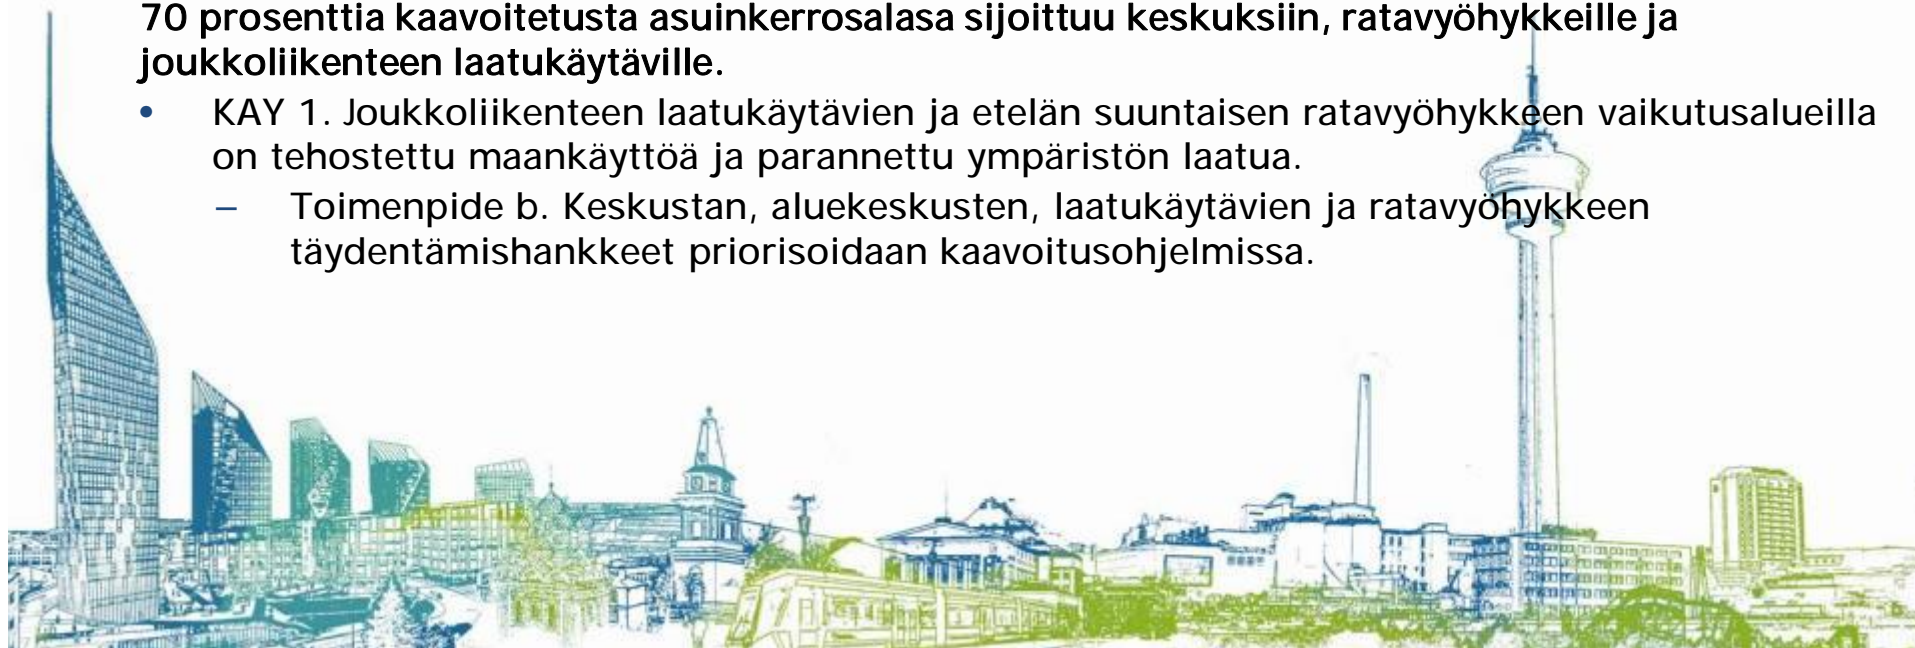 70 prosenttia kaavoitetusta asuinkerrosalasa sijoittuu keskuksiin, ratavyöhykkeille ja
joukkoliikenteen laatukäytäville.
• KAY 1. Joukkoliikenteen laatukäytävien ja etelän suuntaisen ratavyöhykkeen vaikutusalueilla
on tehostettu maankäyttöä ja parannettu ympäristön laatua.
– Toimenpide b. Keskustan, aluekeskusten, laatukäytävien ja ratavyöhykkeen
täydentämishankkeet priorisoidaan kaavoitusohjelmissa.